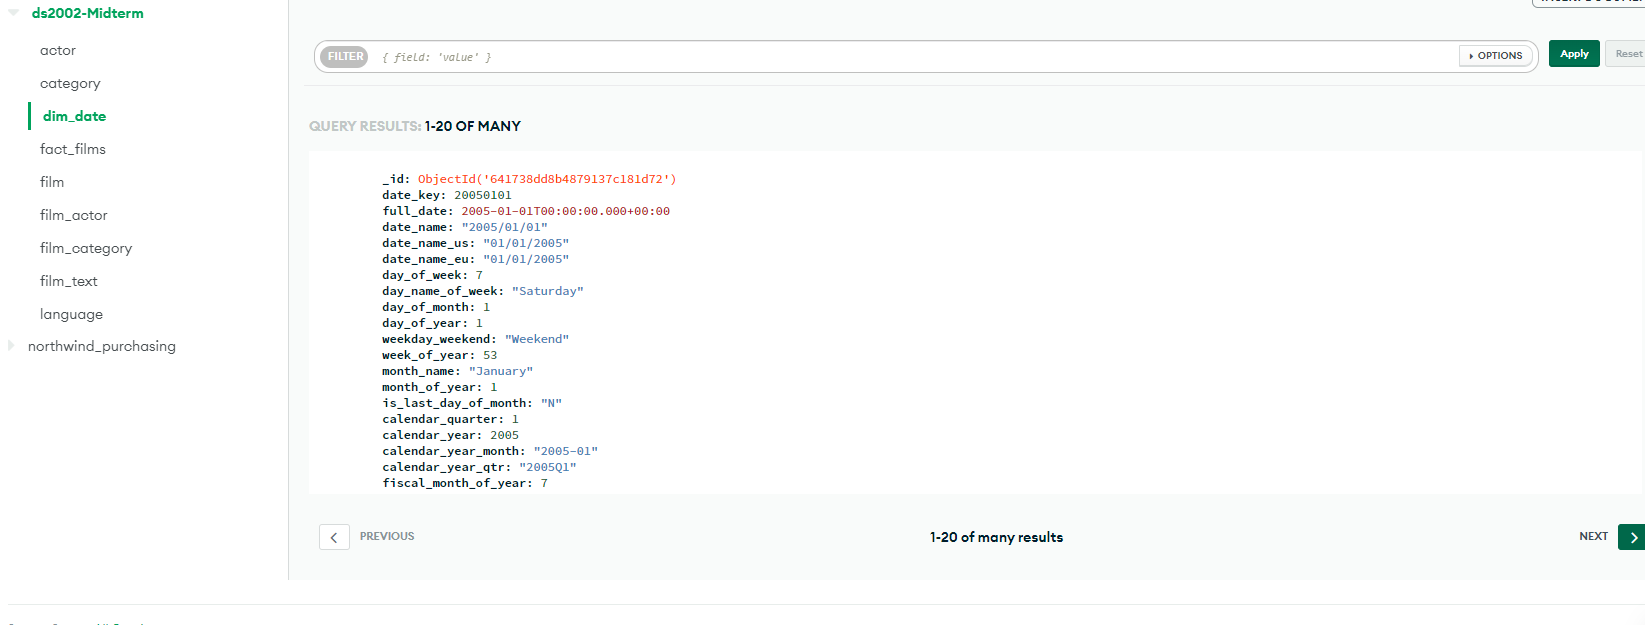 ds2002-Midterm
actor
category
dim_date
fact_films
film
film_actor
film_category
film_text
language
northwind_purchasing
FILTER { field: 'value' } OPTIONS Apply Reset
QUERY RESULTS: 1-20 OF MANY
_id: ObjectId('641738dd8b4879137c181d72')
date_key: 20050101
full_date: 2005-01-01T00:00:00.000+00:00
date_name: "2005/01/01"
date_name_us: "01/01/2005"
date_name_eu: "01/01/2005"
day_of_week: 7
day_name_of_week: "Saturday"
day_of_month: 1
day_of_year: 1
weekday_weekend: "Weekend"
week_of_year: 53
month_name: "January"
month_of_year: 1
is_last_day_of_month: "N"
calendar_quarter: 1
calendar_year: 2005
calendar_year_month: "2005-01"
calendar_year_qtr: "2005Q1"
fiscal_month_of_year: 7
PREVIOUS 1-20 of many results NEXT